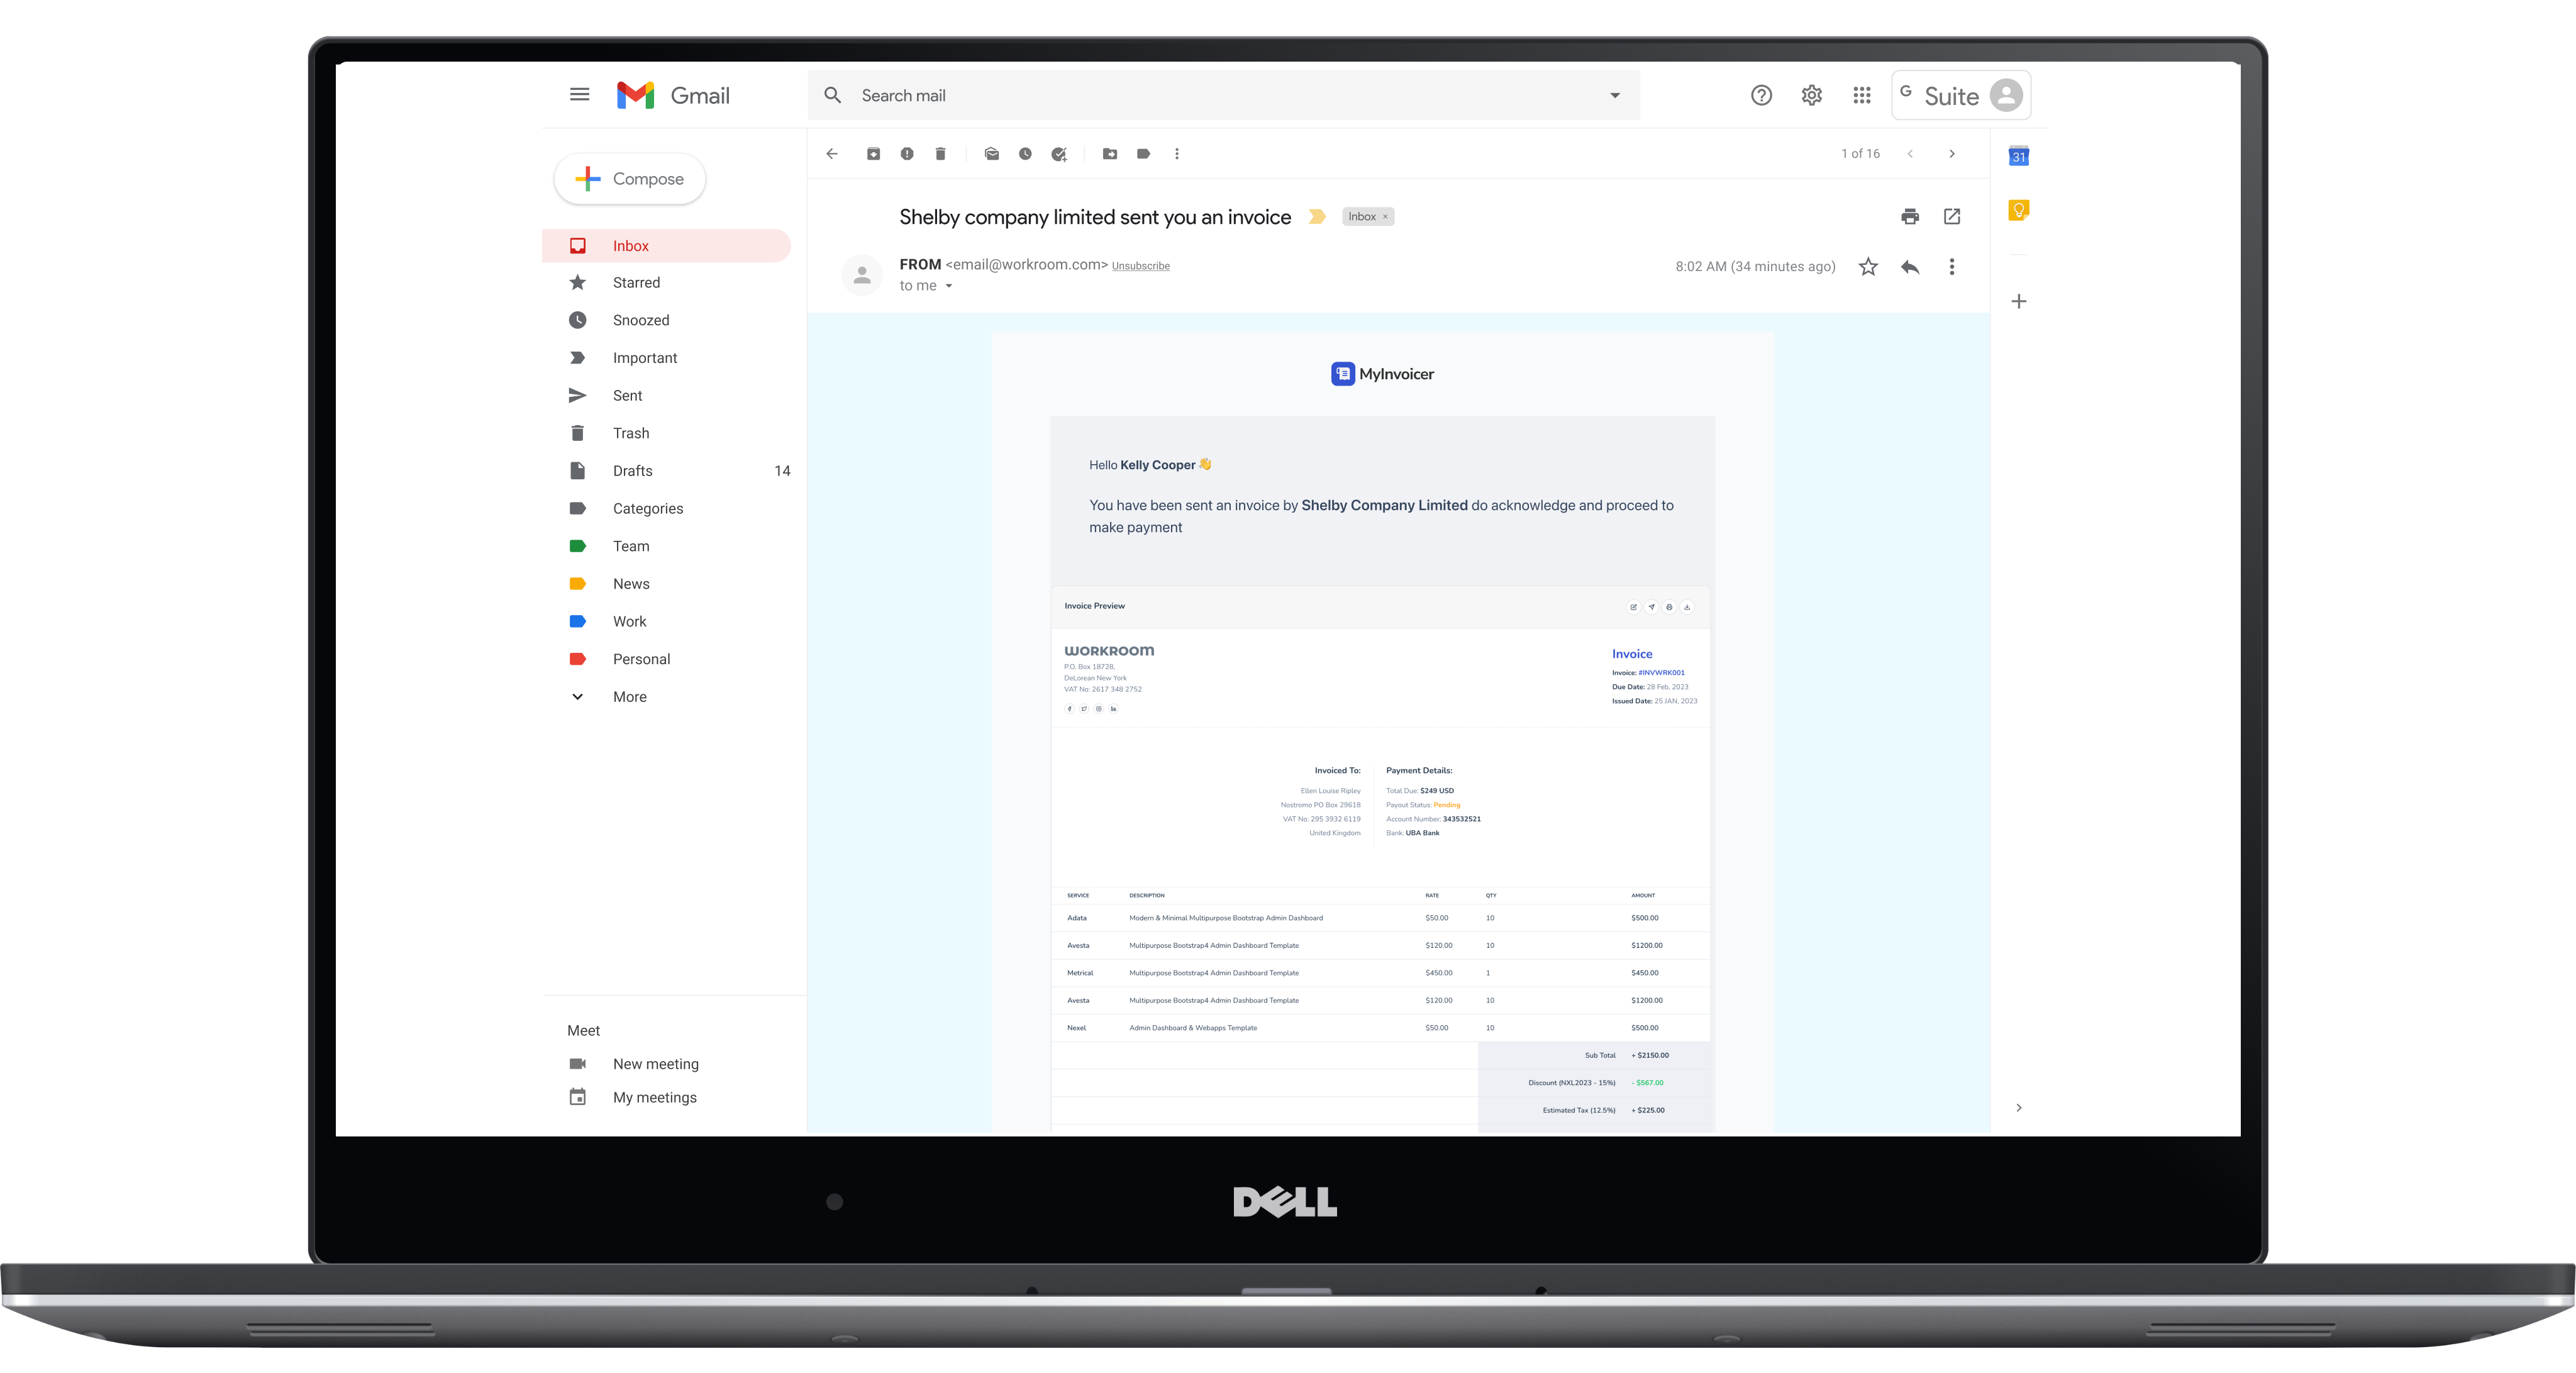 Gmail
Search mail
G Suite
Compose
1 of 16
31
Shelby company limited sent you an invoice
Inbox ×
Inbox
FROM <email@workroom.com> Unsubscribe
8:02 AM (34 minutes ago)
to me
Starred
Snoozed
Important
Sent
Trash
Drafts 14
Categories
Team
News
Work
Personal
More
Meet
New meeting
My meetings
MyInvoicer
Hello Kelly Cooper 👋
You have been sent an invoice by Shelby Company Limited do acknowledge and proceed to
make payment
Invoice Preview
WORKROOM
P.O. Box 18728,
DeLorean New York
VAT No: 2617 348 2752
Invoice
Invoice: #INVWRK001
Due Date: 28 Feb, 2023
Issued Date: 25 JAN, 2023
Invoiced To:
Ellen Louise Ripley
Nostromo PO Box 29618
VAT No: 295 3932 6119
United Kingdom
Payment Details:
Total Due: $249 USD
Payout Status: Pending
Account Number: 343532521
Bank: UBA Bank
SERVICE DESCRIPTION RATE QTY AMOUNT
Adata Modern & Minimal Multipurpose Bootstrap Admin Dashboard $50.00 10 $500.00
Avesta Multipurpose Bootstrap4 Admin Dashboard Template $120.00 10 $1200.00
Metrical Multipurpose Bootstrap4 Admin Dashboard Template $450.00 1 $450.00
Avesta Multipurpose Bootstrap4 Admin Dashboard Template $120.00 10 $1200.00
Nexel Admin Dashboard & Webapps Template $50.00 10 $500.00
Sub Total + $2150.00
Discount (NXL2023 - 15%) - $567.00
Estimated Tax (12.5%) + $225.00
DELL